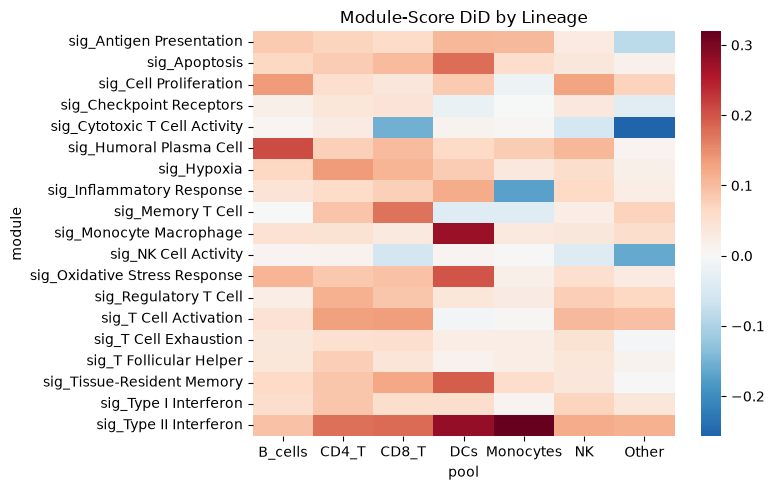 Module-Score DiD by Lineage
module
sig_Antigen Presentation
sig_Apoptosis
sig_Cell Proliferation
sig_Checkpoint Receptors
sig_Cytotoxic T Cell Activity
sig_Humoral Plasma Cell
sig_Hypoxia
sig_Inflammatory Response
sig_Memory T Cell
sig_Monocyte Macrophage
sig_NK Cell Activity
sig_Oxidative Stress Response
sig_Regulatory T Cell
sig_T Cell Activation
sig_T Cell Exhaustion
sig_T Follicular Helper
sig_Tissue-Resident Memory
sig_Type I Interferon
sig_Type II Interferon
B_cells CD4_T CD8_T DCs Monocytes NK Other
pool
0.3
0.2
0.1
0.0
−0.1
−0.2